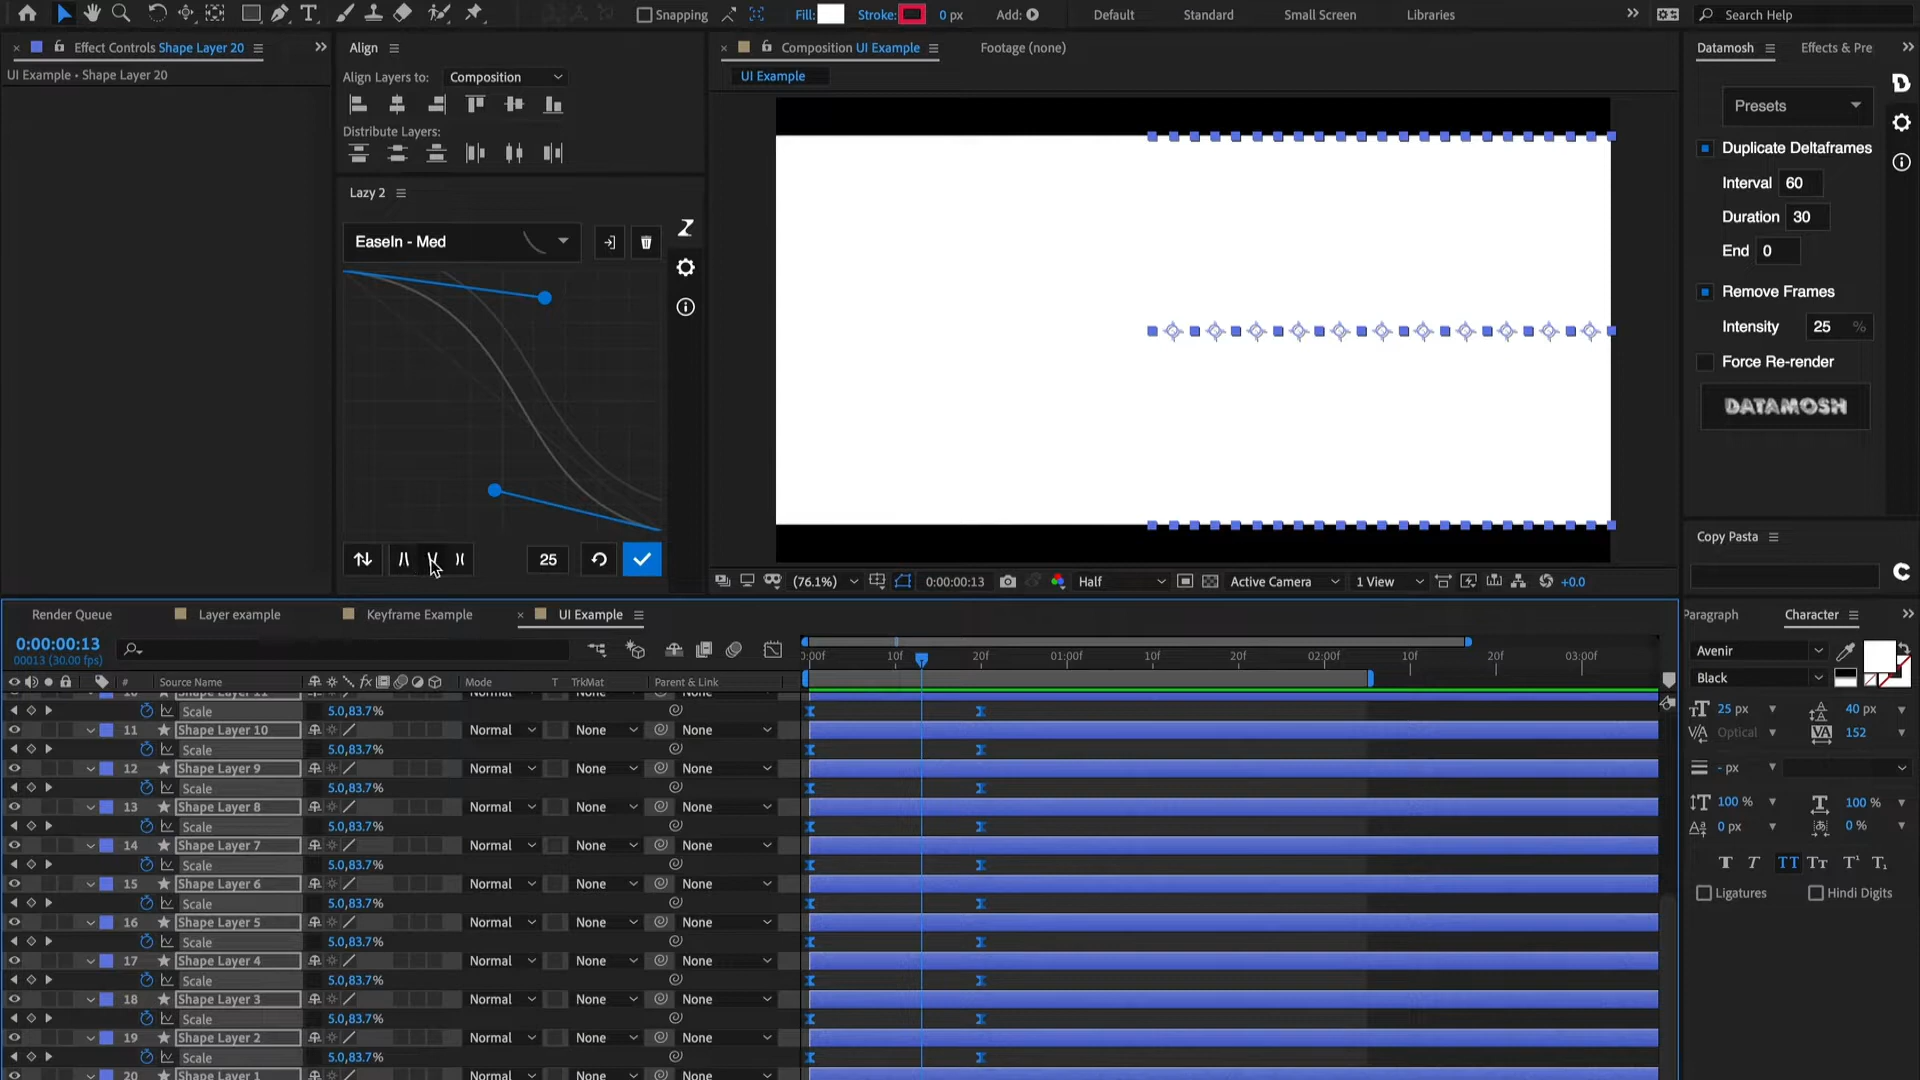 Snapping
Fill:
Stroke:
0 px
Add:
Default
Standard
Small Screen
Libraries
Search Help
Effect Controls Shape Layer 20
Align
Composition UI Example
Footage (none)
Datamosh
Effects & Pre
UI Example • Shape Layer 20
Align Layers to:
Composition
UI Example
Presets
Distribute Layers:
Duplicate Deltaframes
Interval 60
Lazy 2
Duration 30
EaseIn - Med
End 0
Remove Frames
Intensity 25 %
Force Re-render
DATAMOSH
Copy Pasta
25
(76.1%)
0:00:00:13
Half
Active Camera
1 View
+0.0
Render Queue
Layer example
Keyframe Example
UI Example
Paragraph
Character
0:00:00:13
00013 (30.00 fps)
:00f 10f 20f 01:00f 10f 20f 02:00f 10f 20f 03:00f
Avenir
Black
# Source Name Mode T TrkMat Parent & Link
25 px
40 px
Optical
152
- px
100 %
100 %
0 px
0 %
Ligatures
Hindi Digits
Scale 5.0,83.7%
11 Shape Layer 10 Normal None None
Scale 5.0,83.7%
12 Shape Layer 9 Normal None None
Scale 5.0,83.7%
13 Shape Layer 8 Normal None None
Scale 5.0,83.7%
14 Shape Layer 7 Normal None None
Scale 5.0,83.7%
15 Shape Layer 6 Normal None None
Scale 5.0,83.7%
16 Shape Layer 5 Normal None None
Scale 5.0,83.7%
17 Shape Layer 4 Normal None None
Scale 5.0,83.7%
18 Shape Layer 3 Normal None None
Scale 5.0,83.7%
19 Shape Layer 2 Normal None None
Scale 5.0,83.7%
20 Shape Layer 1 Normal None None